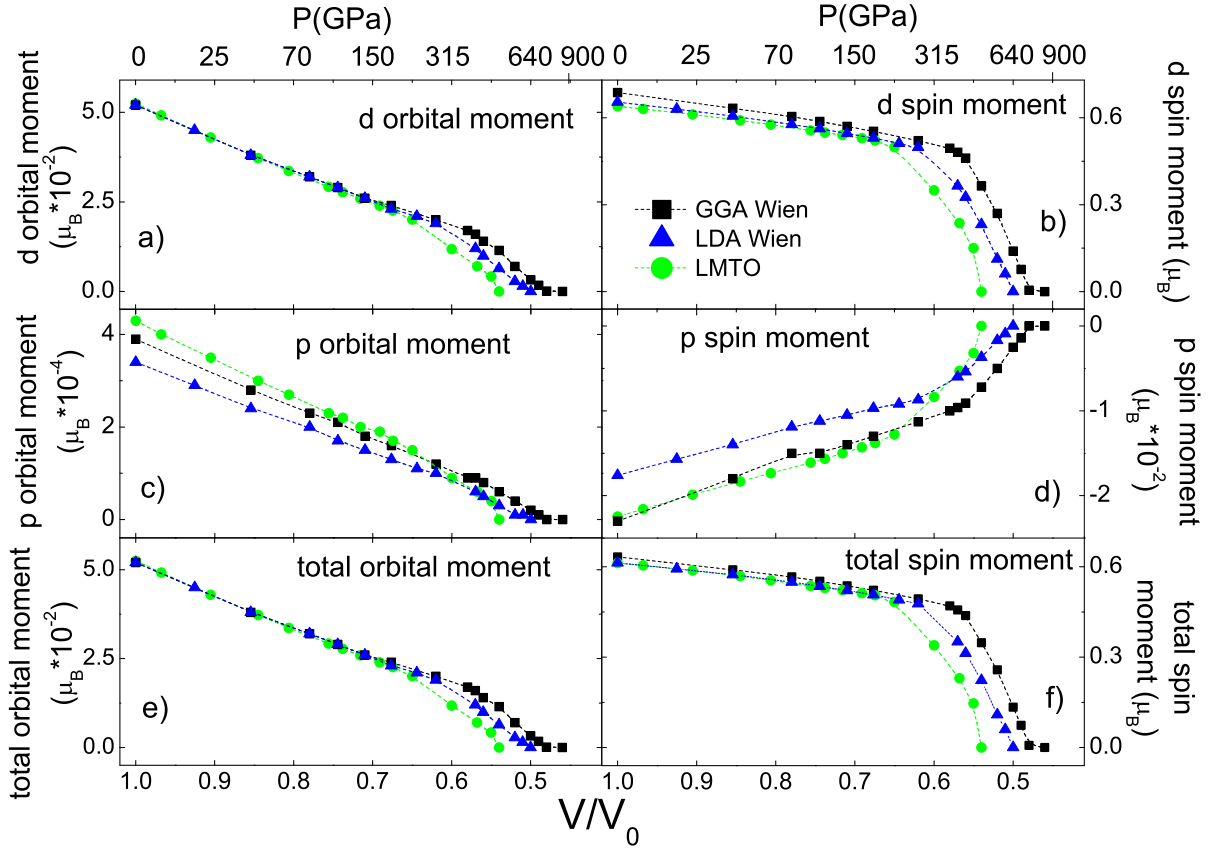 P(GPa) P(GPa)
0 25 70 150 315 640 900 0 25 70 150 315 640 900
d orbital moment
(μB*10-2)
5.0
2.5
0.0
d orbital moment
a)
d spin moment
GGA Wien
LDA Wien
LMTO
b)
0.6
0.3
0.0
d spin moment (μB)
p orbital moment
(μB*10-4)
4
2
0
p orbital moment
c)
p spin moment
d)
0
-1
-2
p spin moment
(μB*10-2)
total orbital moment
(μB*10-2)
5.0
2.5
0.0
total orbital moment
e)
total spin moment
f)
0.6
0.3
0.0
total spin
moment (μB)
1.0 0.9 0.8 0.7 0.6 0.5 1.0 0.9 0.8 0.7 0.6 0.5
V/V0